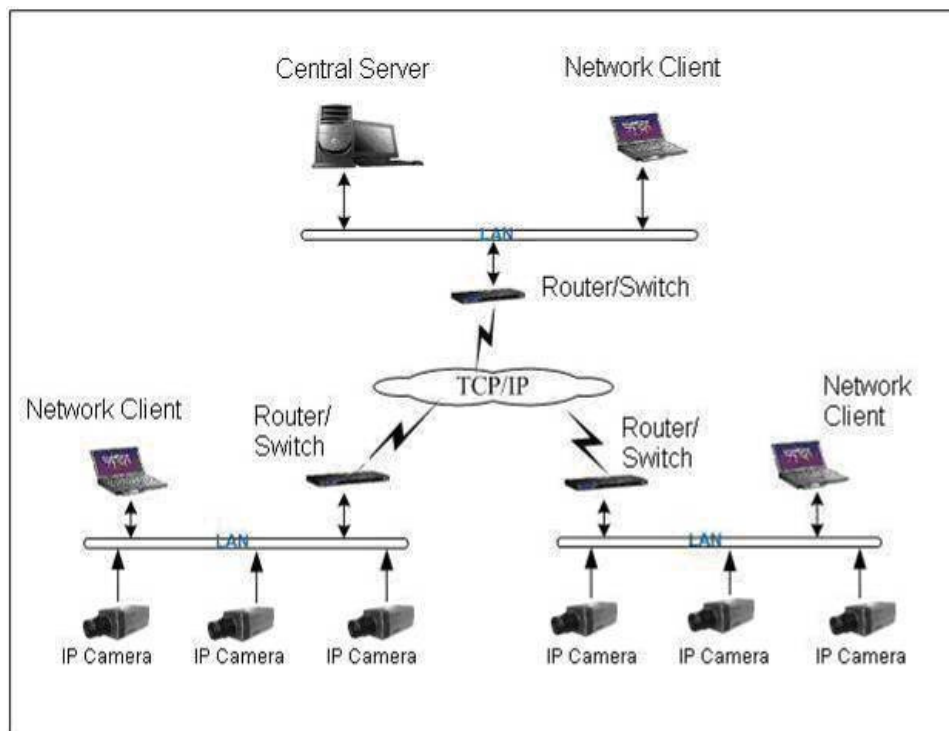 Central Server
Network Client
LAN
Router/Switch
TCP/IP
Network Client
Router/
Switch
Router/
Switch
Network
Client
LAN
LAN
IP Camera
IP Camera
IP Camera
IP Camera
IP Camera
IP Camera